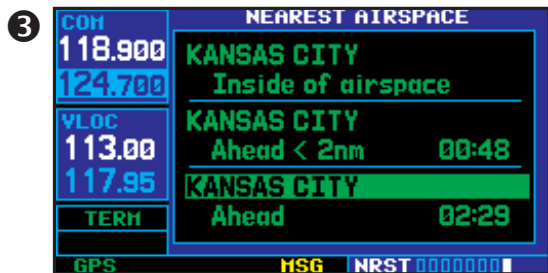 3
COM
118.900
124.700
VLOC
113.00
117.95
TERM
GPS
NEAREST AIRSPACE
KANSAS CITY
Inside of airspace
KANSAS CITY
Ahead < 2nm 00:48
KANSAS CITY
Ahead 02:29
MSG NRST